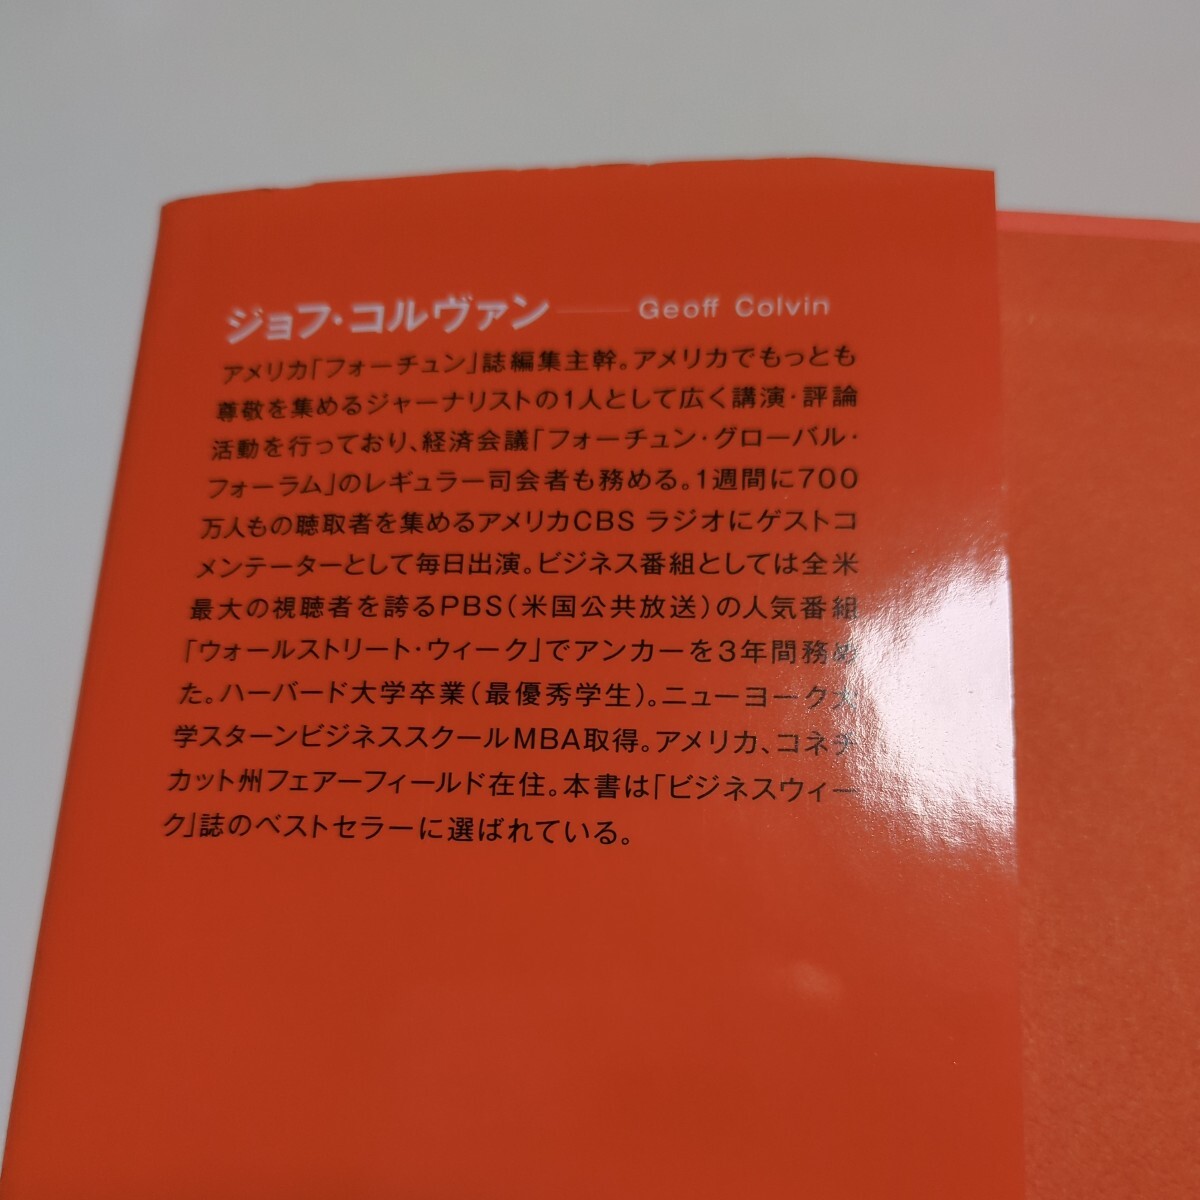 ジョフ・コルヴァン――Geoff Colvin
アメリカ「フォーチュン」誌編集主幹。アメリカでもっとも
尊敬を集めるジャーナリストの1人として広く講演・評論
活動を行っており、経済会議「フォーチュン・グローバル・
フォーラム」のレギュラー司会者も務める。1週間に700
万人もの聴取者を集めるアメリカCBS ラジオにゲストコ
メンテーターとして毎日出演。ビジネス番組としては全米
最大の視聴者を誇るPBS（米国公共放送）の人気番組
「ウォールストリート・ウィーク」でアンカーを3年間務め
た。ハーバード大学卒業（最優秀学生）。ニューヨーク大
学スターンビジネススクールMBA取得。アメリカ、コネチ
カット州フェアーフィールド在住。本書は「ビジネスウィー
ク」誌のベストセラーに選ばれている。